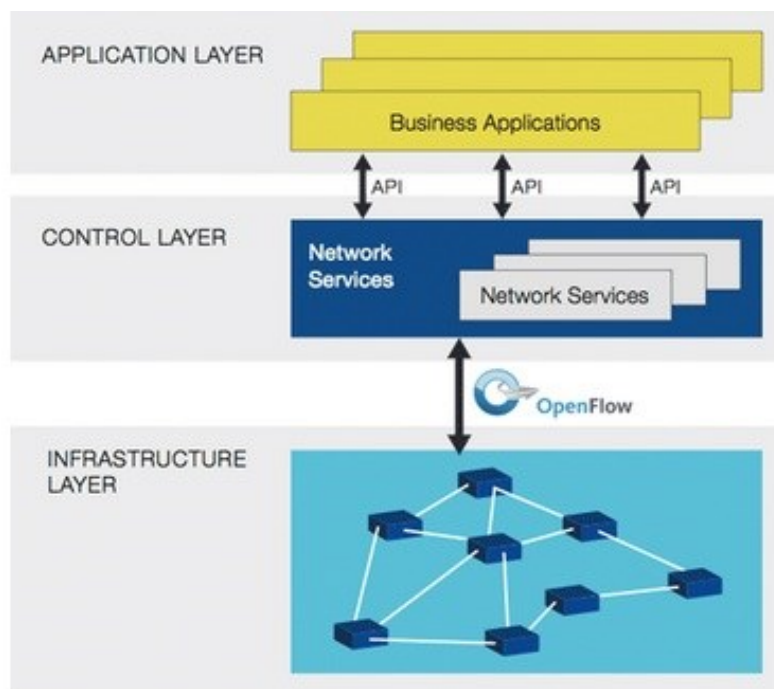 APPLICATION LAYER
Business Applications
API
API
API
CONTROL LAYER
Network
Services
Network Services
OpenFlow
INFRASTRUCTURE
LAYER